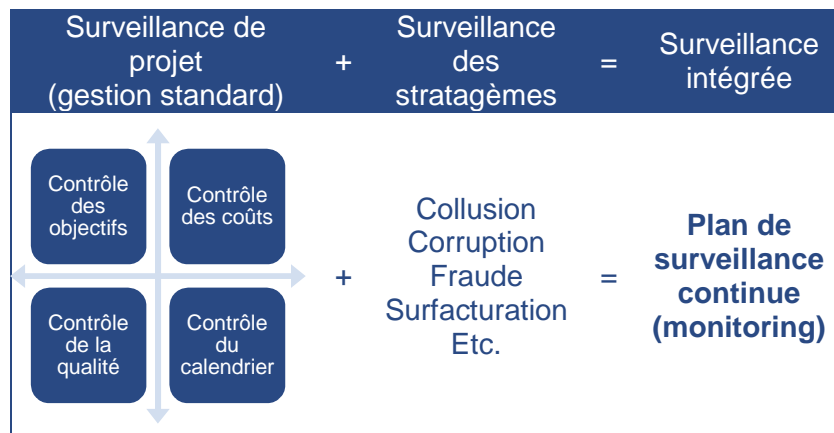 Surveillance de
projet
(gestion standard)
+
Surveillance
des
stratagèmes
=
Surveillance
intégrée
Contrôle
des
objectifs
Contrôle
des coûts
Contrôle
de la
qualité
Contrôle
du
calendrier
+
Collusion
Corruption
Fraude
Surfacturation
Etc.
=
Plan de
surveillance
continue
(monitoring)